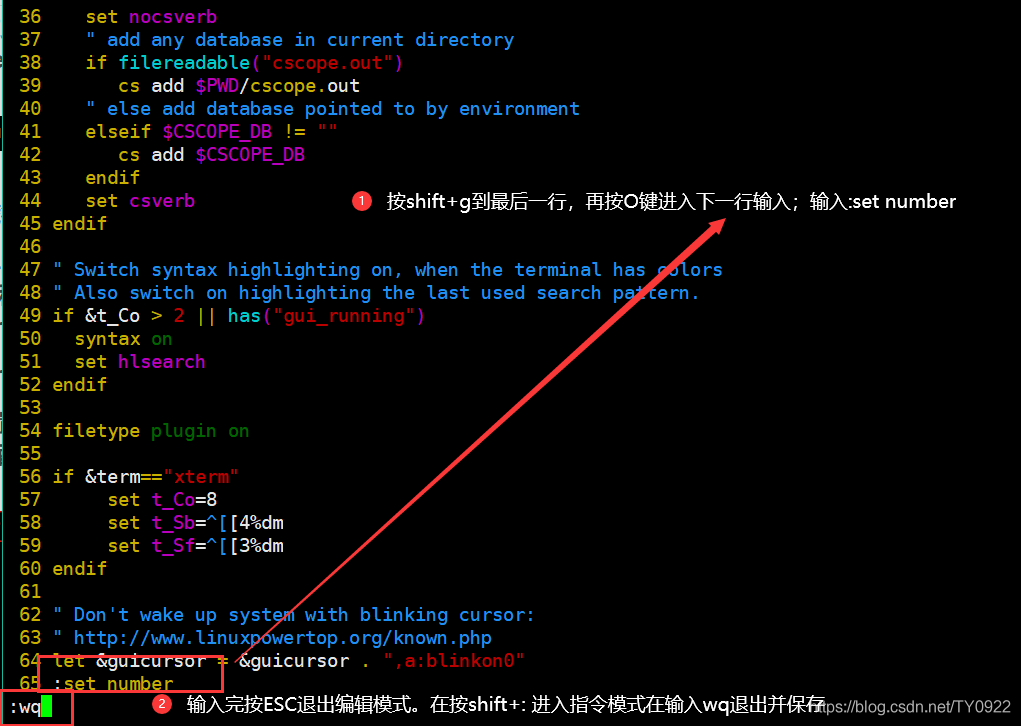 36    set nocsverb
37    " add any database in current directory
38    if filereadable("cscope.out")
39       cs add $PWD/cscope.out
40    " else add database pointed to by environment
41    elseif $CSCOPE_DB != ""
42       cs add $CSCOPE_DB
43    endif
44    set csverb
① 按shift+g到最后一行，再按O键进入下一行输入；输入:set number
45 endif
46
47 " Switch syntax highlighting on, when the terminal has colors
48 " Also switch on highlighting the last used search pattern.
49 if &t_Co > 2 || has("gui_running")
50   syntax on
51   set hlsearch
52 endif
53
54 filetype plugin on
55
56 if &term=="xterm"
57      set t_Co=8
58      set t_Sb=^[[4%dm
59      set t_Sf=^[[3%dm
60 endif
61
62 " Don't wake up system with blinking cursor:
63 " http://www.linuxpowertop.org/known.php
64 let &guicursor = &guicursor . ",a:blinkon0"
65 :set number
② 输入完按ESC退出编辑模式。在按shift+: 进入指令模式在输入wq退出并保存
:wq
https://blog.csdn.net/TY0922